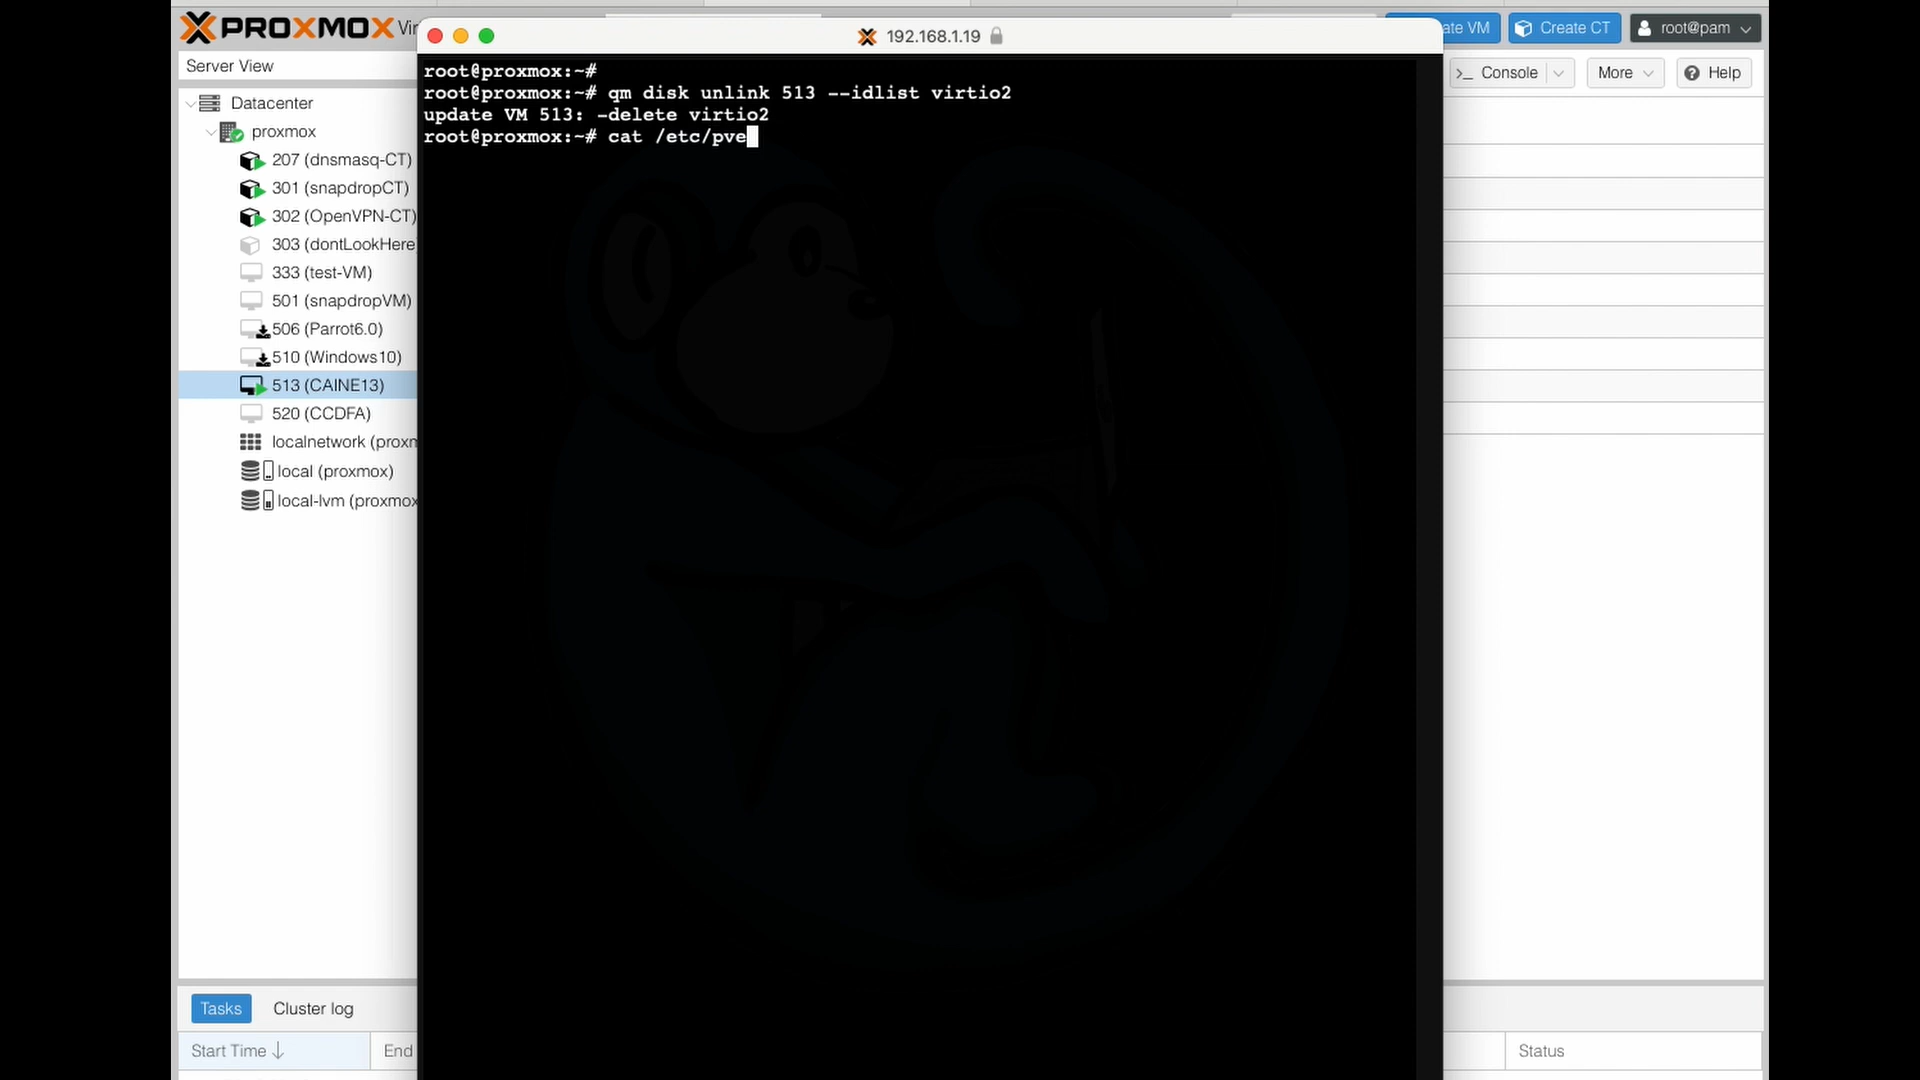 PROXMOX Vir
192.168.1.19
ate VM
Create CT
root@pam
Server View
Console
More
Help
root@proxmox:~#
root@proxmox:~# qm disk unlink 513 --idlist virtio2
update VM 513: -delete virtio2
root@proxmox:~# cat /etc/pve
Datacenter
proxmox
207 (dnsmasq-CT)
301 (snapdropCT)
302 (OpenVPN-CT)
303 (dontLookHere
333 (test-VM)
501 (snapdropVM)
506 (Parrot6.0)
510 (Windows10)
513 (CAINE13)
520 (CCDFA)
localnetwork (proxm
local (proxmox)
local-lvm (proxmox
Tasks
Cluster log
Start Time
End
Status